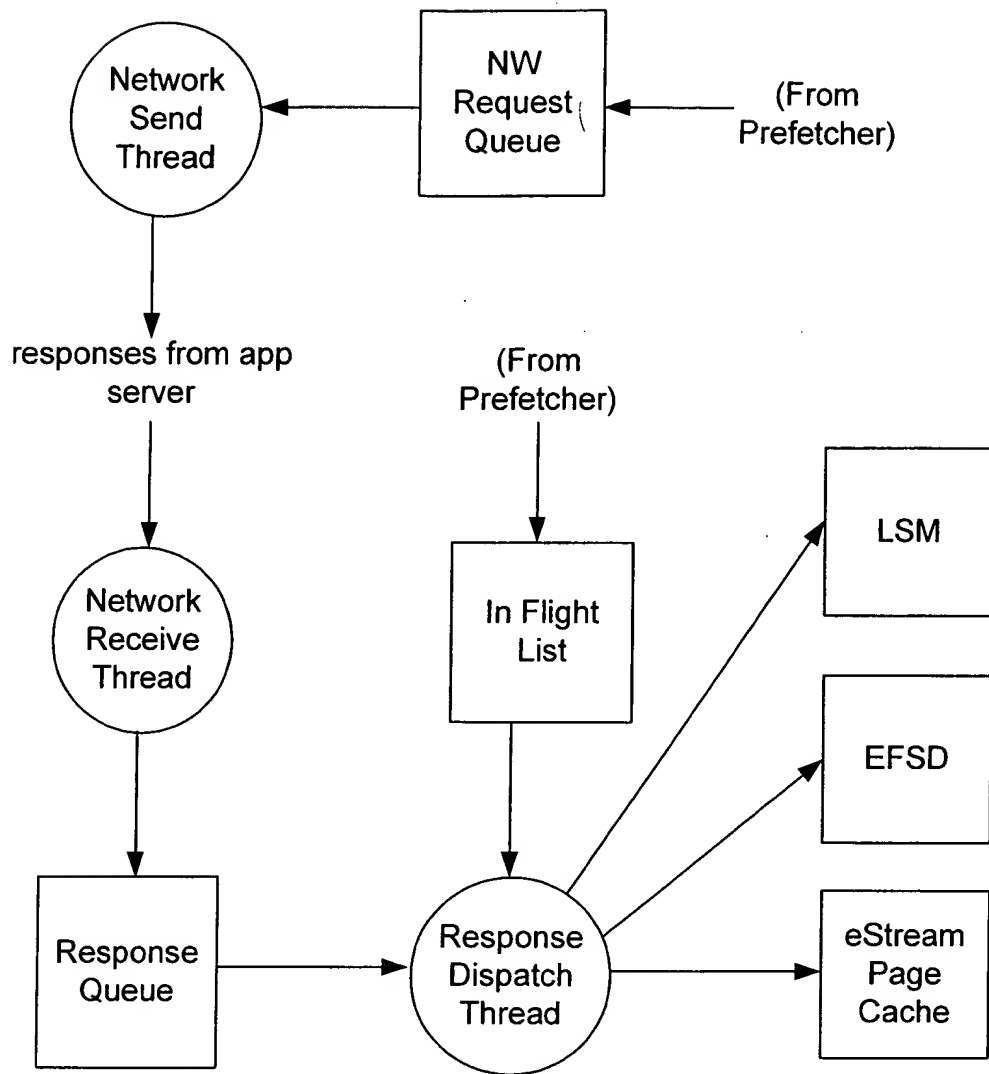 Network
Send
Thread
NW
Request
Queue
(From
Prefetcher)
responses from app
server
(From
Prefetcher)
LSM
Network
Receive
Thread
In Flight
List
EFSD
Response
Queue
Response
Dispatch
Thread
eStream
Page
Cache